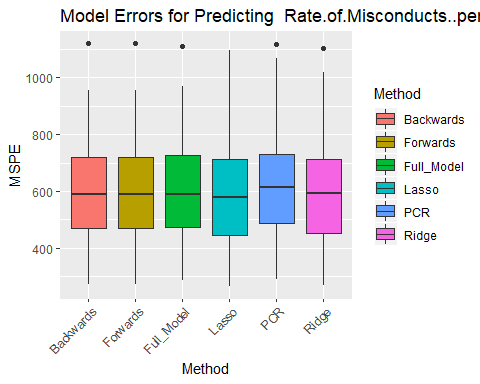 Model Errors for Predicting  Rate.of.Misconducts..per
MSPE
1000
800
600
400
Backwards
Forwards
Full_Model
Lasso
PCR
Ridge
Method
Method
Backwards
Forwards
Full_Model
Lasso
PCR
Ridge